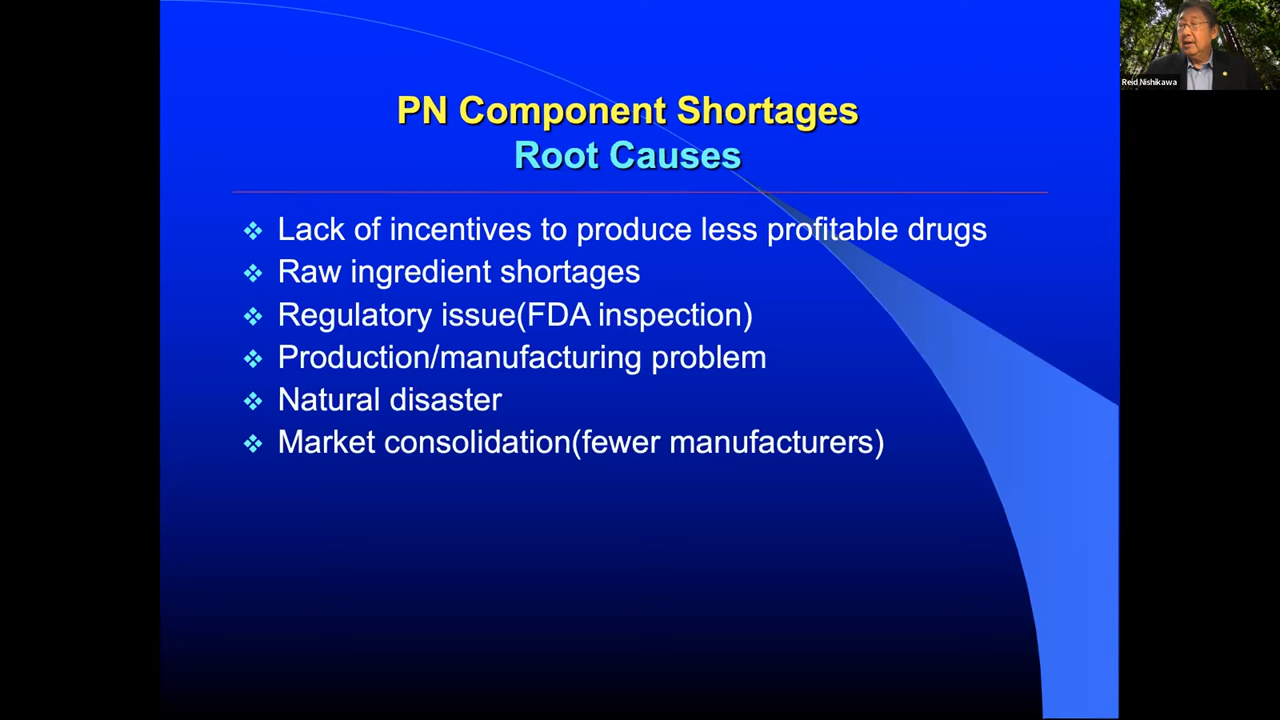 PN Component Shortages
Root Causes
Lack of incentives to produce less profitable drugs
Raw ingredient shortages
Regulatory issue(FDA inspection)
Production/manufacturing problem
Natural disaster
Market consolidation(fewer manufacturers)
Reid Nishikawa